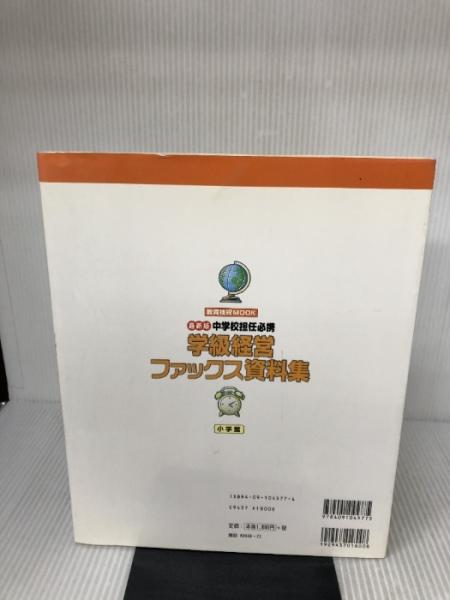 教育技術MOOK
最新版 中学校担任必携
学級経営
ファックス資料集
小学館
ISBN4-09-104377-4
C9437 ¥1800E
定価：本体1,800円＋税
9784091043771
1929437018008